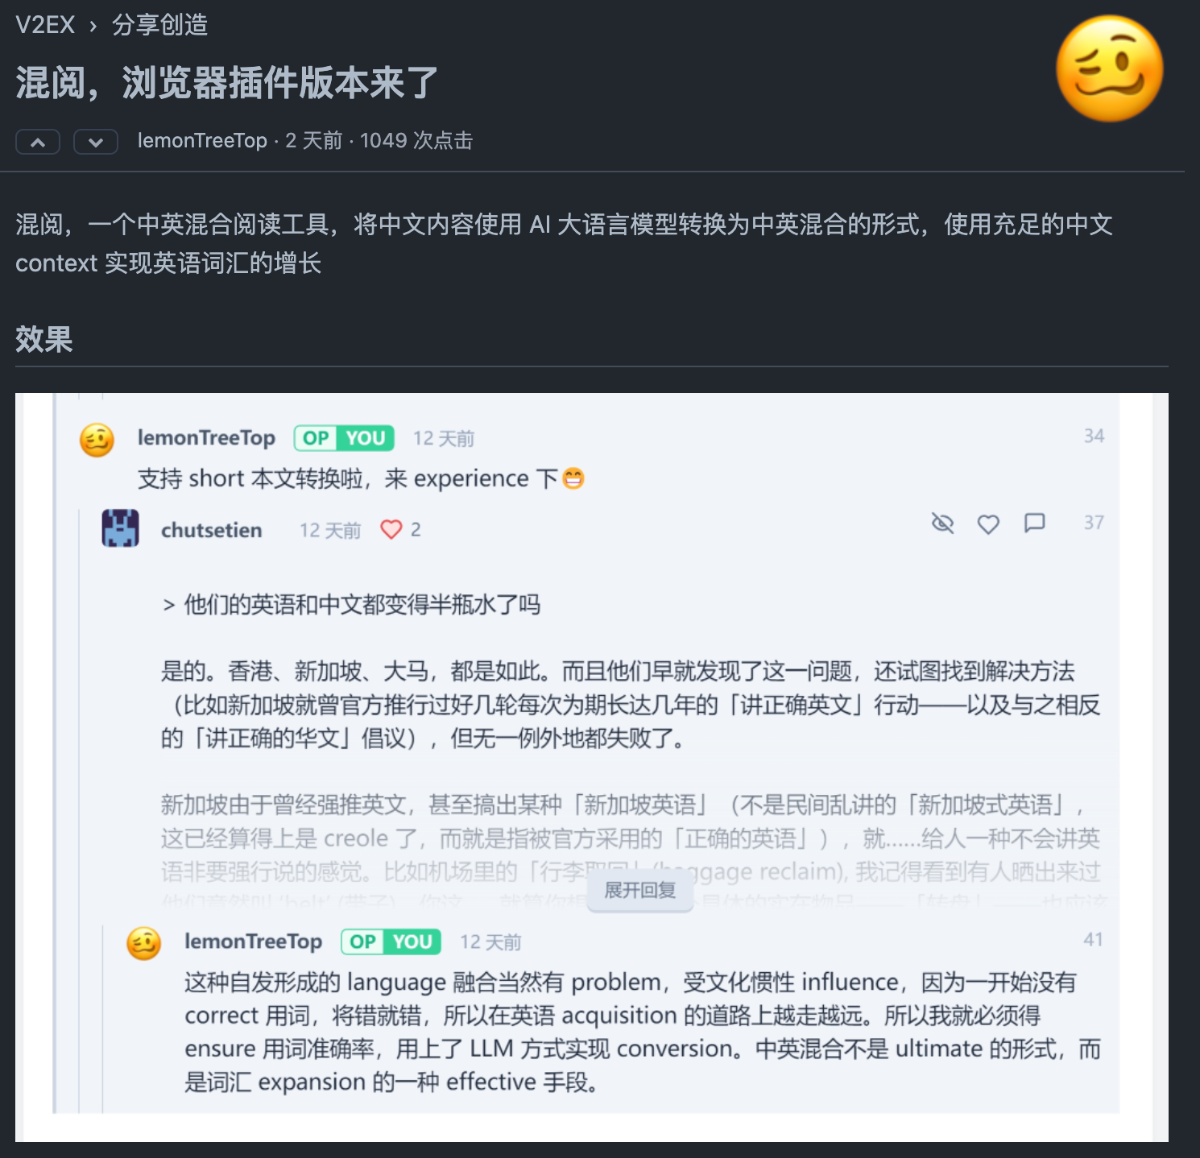 V2EX › 分享创造
混阅，浏览器插件版本来了
lemonTreeTop · 2 天前 · 1049 次点击
混阅，一个中英混合阅读工具，将中文内容使用 AI 大语言模型转换为中英混合的形式，使用充足的中文
context 实现英语词汇的增长
效果
lemonTreeTop OP YOU 12 天前 34
支持 short 本文转换啦，来 experience 下😁
chutsetien 12 天前 2 37
> 他们的英语和中文都变得半瓶水了吗
是的。香港、新加坡、大马，都是如此。而且他们早就发现了这一问题，还试图找到解决方法
（比如新加坡就曾官方推行过好几轮每次为期长达几年的「讲正确英文」行动——以及与之相反
的「讲正确的华文」倡议），但无一例外地都失败了。
新加坡由于曾经强推英文，甚至搞出某种「新加坡英语」（不是民间乱讲的「新加坡式英语」，
这已经算得上是 creole 了，而就是指被官方采用的「正确的英语」），就……给人一种不会讲英
语非要强行说的感觉。比如机场里的「行李 reclaim), 我记得看到有人晒出来过
展开回复
lemonTreeTop OP YOU 12 天前 41
这种自发形成的 language 融合当然有 problem，受文化惯性 influence，因为一开始没有
correct 用词，将错就错，所以在英语 acquisition 的道路上越走越远。所以我就必须得
ensure 用词准确率，用上了 LLM 方式实现 conversion。中英混合不是 ultimate 的形式，而
是词汇 expansion 的一种 effective 手段。